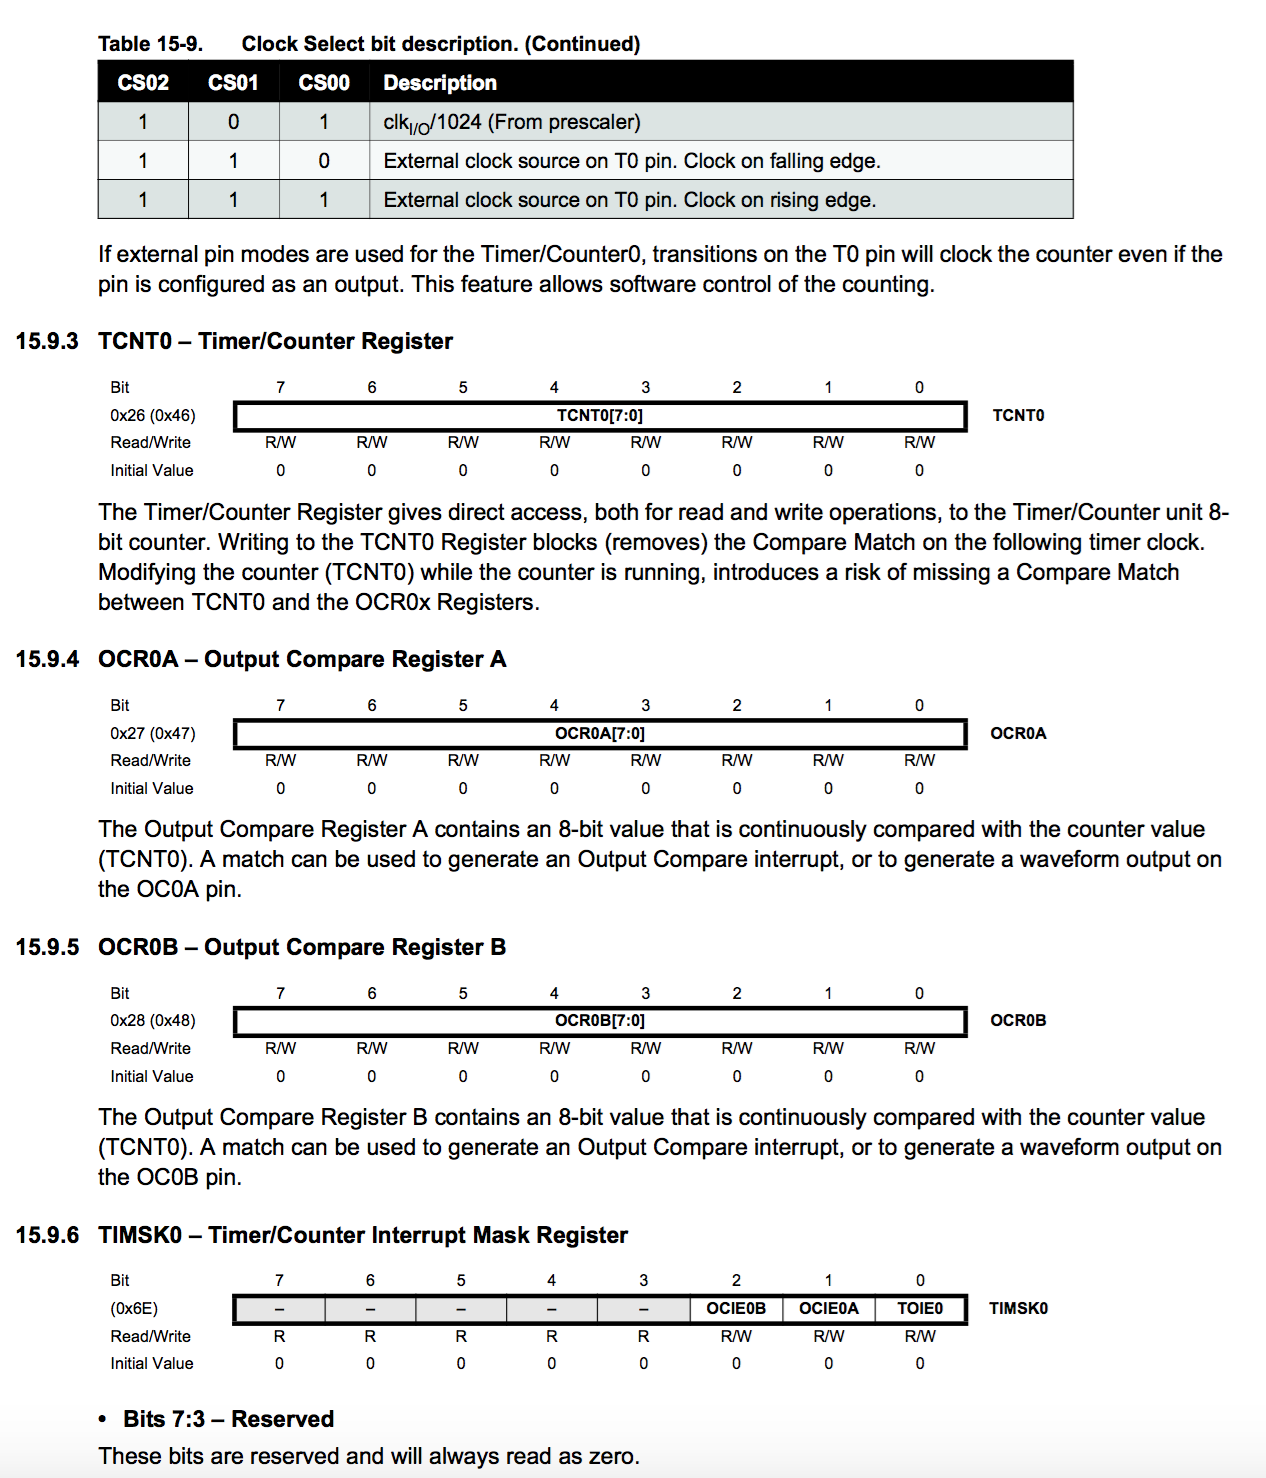 Table 15-9. Clock Select bit description. (Continued)
CS02 CS01 CS00 Description
1 0 1 clkI/O/1024 (From prescaler)
1 1 0 External clock source on T0 pin. Clock on falling edge.
1 1 1 External clock source on T0 pin. Clock on rising edge.
If external pin modes are used for the Timer/Counter0, transitions on the T0 pin will clock the counter even if the
pin is configured as an output. This feature allows software control of the counting.
15.9.3 TCNT0 – Timer/Counter Register
Bit 7 6 5 4 3 2 1 0
0x26 (0x46) TCNT0[7:0] TCNT0
Read/Write R/W R/W R/W R/W R/W R/W R/W R/W
Initial Value 0 0 0 0 0 0 0 0
The Timer/Counter Register gives direct access, both for read and write operations, to the Timer/Counter unit 8-
bit counter. Writing to the TCNT0 Register blocks (removes) the Compare Match on the following timer clock.
Modifying the counter (TCNT0) while the counter is running, introduces a risk of missing a Compare Match
between TCNT0 and the OCR0x Registers.
15.9.4 OCR0A – Output Compare Register A
Bit 7 6 5 4 3 2 1 0
0x27 (0x47) OCR0A[7:0] OCR0A
Read/Write R/W R/W R/W R/W R/W R/W R/W R/W
Initial Value 0 0 0 0 0 0 0 0
The Output Compare Register A contains an 8-bit value that is continuously compared with the counter value
(TCNT0). A match can be used to generate an Output Compare interrupt, or to generate a waveform output on
the OC0A pin.
15.9.5 OCR0B – Output Compare Register B
Bit 7 6 5 4 3 2 1 0
0x28 (0x48) OCR0B[7:0] OCR0B
Read/Write R/W R/W R/W R/W R/W R/W R/W R/W
Initial Value 0 0 0 0 0 0 0 0
The Output Compare Register B contains an 8-bit value that is continuously compared with the counter value
(TCNT0). A match can be used to generate an Output Compare interrupt, or to generate a waveform output on
the OC0B pin.
15.9.6 TIMSK0 – Timer/Counter Interrupt Mask Register
Bit 7 6 5 4 3 2 1 0
(0x6E) – – – – – OCIE0B OCIE0A TOIE0 TIMSK0
Read/Write R R R R R R/W R/W R/W
Initial Value 0 0 0 0 0 0 0 0
• Bits 7:3 – Reserved
These bits are reserved and will always read as zero.